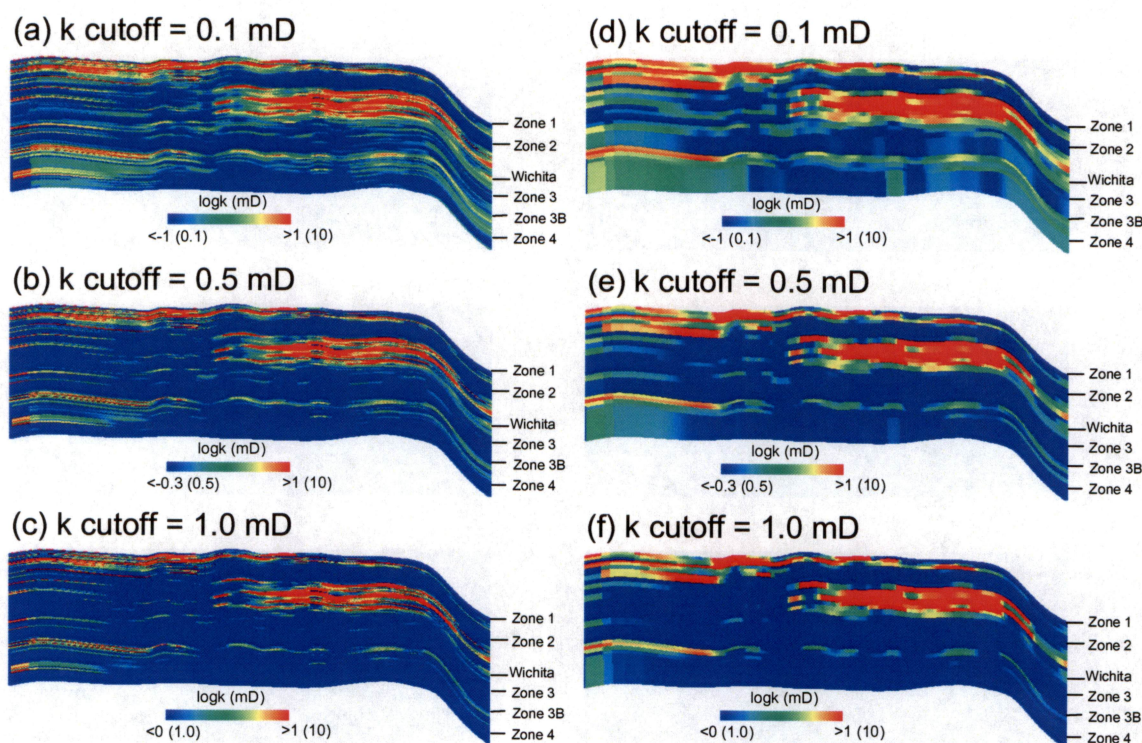 (a) k cutoff = 0.1 mD
Zone 1
Zone 2
Wichita
Zone 3
Zone 3B
Zone 4
logk (mD)
<-1 (0.1)
>1 (10)
(b) k cutoff = 0.5 mD
Zone 1
Zone 2
Wichita
Zone 3
Zone 3B
Zone 4
logk (mD)
<-0.3 (0.5)
>1 (10)
(c) k cutoff = 1.0 mD
Zone 1
Zone 2
Wichita
Zone 3
Zone 3B
Zone 4
logk (mD)
<0 (1.0)
>1 (10)
(d) k cutoff = 0.1 mD
Zone 1
Zone 2
Wichita
Zone 3
Zone 3B
Zone 4
logk (mD)
<-1 (0.1)
>1 (10)
(e) k cutoff = 0.5 mD
Zone 1
Zone 2
Wichita
Zone 3
Zone 3B
Zone 4
logk (mD)
<-0.3 (0.5)
>1 (10)
(f) k cutoff = 1.0 mD
Zone 1
Zone 2
Wichita
Zone 3
Zone 3B
Zone 4
logk (mD)
<0 (1.0)
>1 (10)